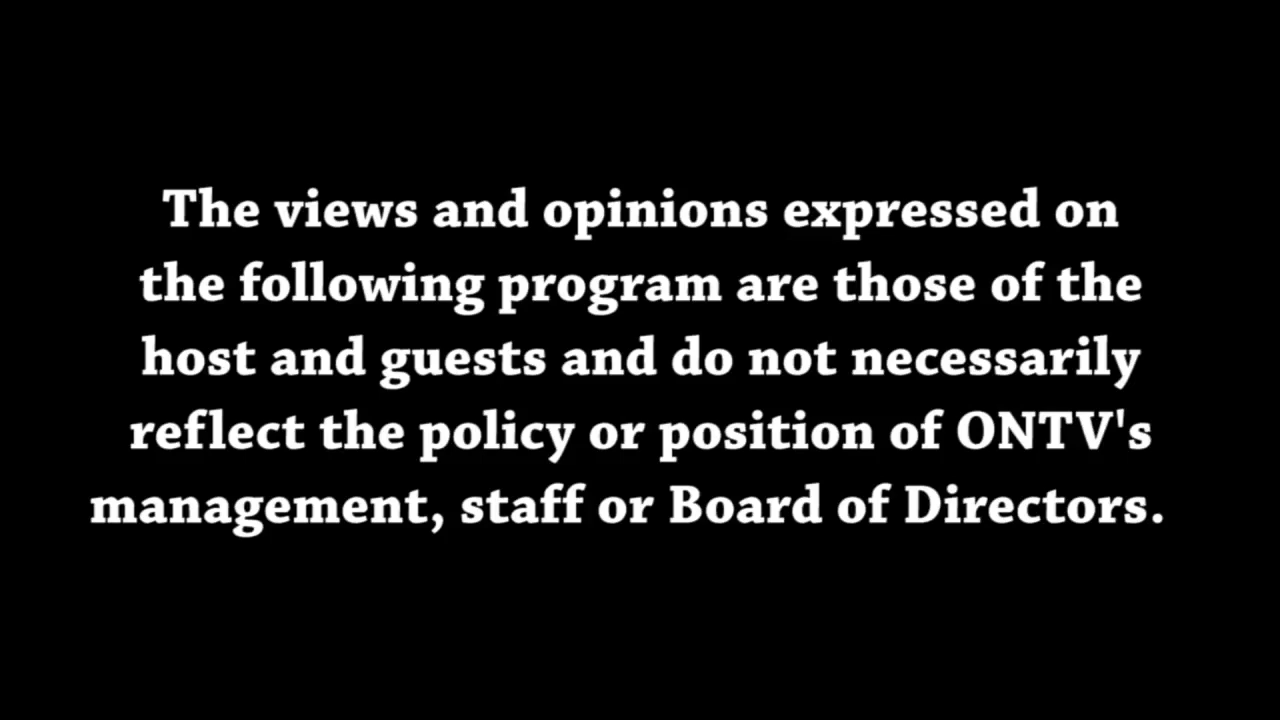 The views and opinions expressed on
the following program are those of the
host and guests and do not necessarily
reflect the policy or position of ONTV's
management, staff or Board of Directors.